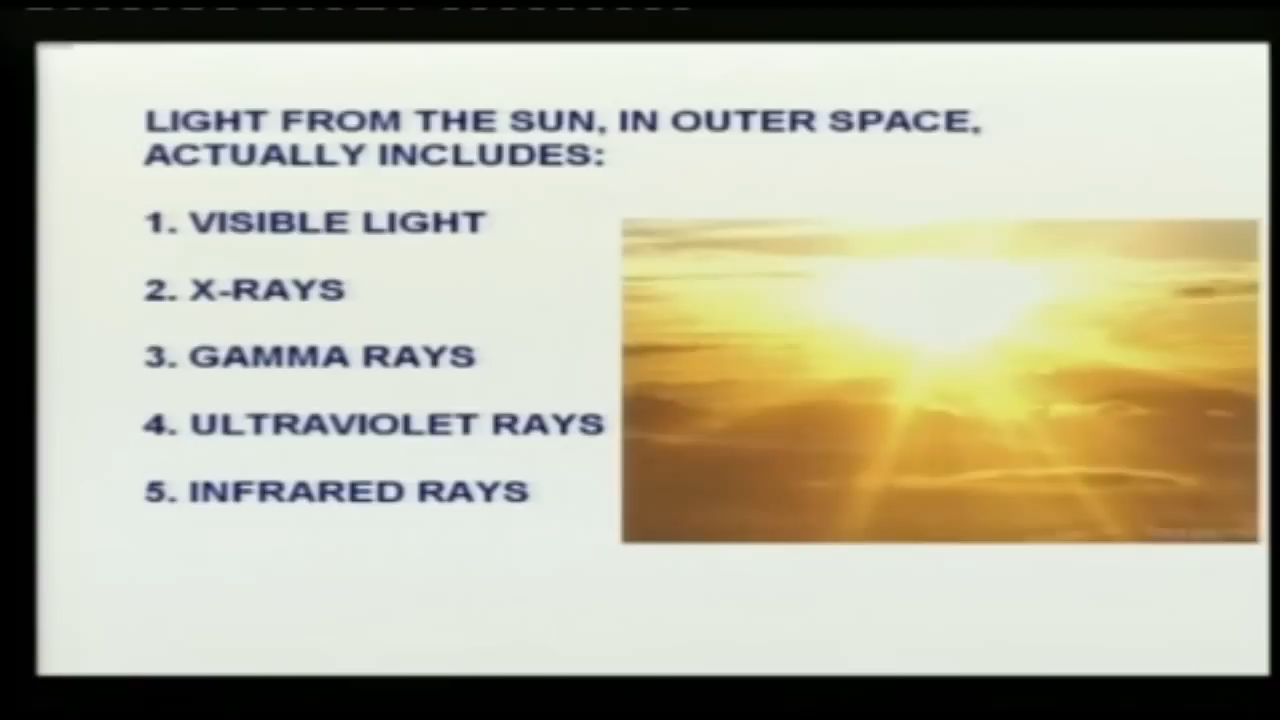 LIGHT FROM THE SUN, IN OUTER SPACE,
ACTUALLY INCLUDES:
1. VISIBLE LIGHT
2. X-RAYS
3. GAMMA RAYS
4. ULTRAVIOLET RAYS
5. INFRARED RAYS